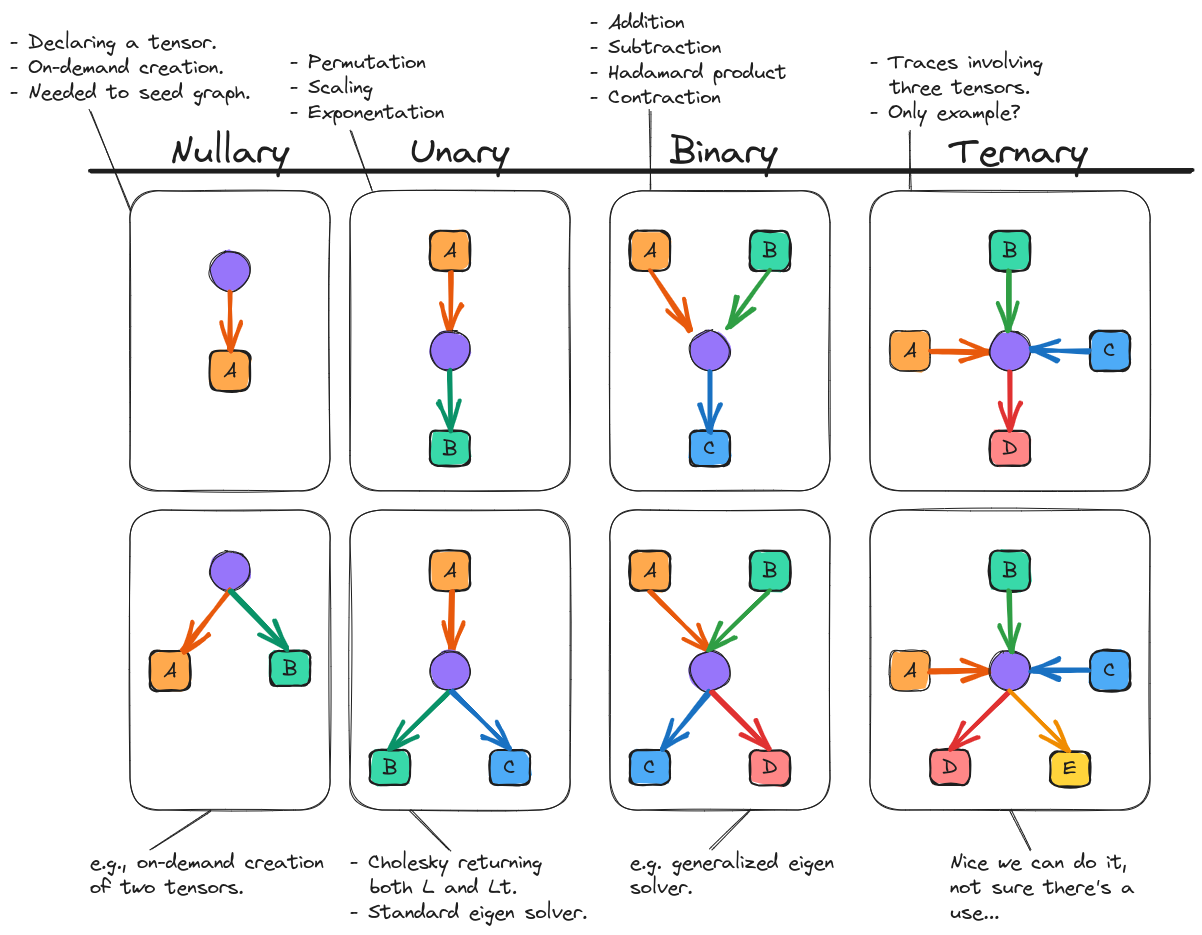 - Declaring a tensor.
- On-demand creation.
- Needed to seed graph.
- Permutation
- Scaling
- Exponentation
- Addition
- Subtraction
- Hadamard product
- Contraction
- Traces involving
three tensors.
- Only example?
Nullary
Unary
Binary
Ternary
A
A
B
A
B
C
B
A
C
D
A
B
A
B
C
A
B
C
D
B
A
C
D
E
e.g., on-demand creation
of two tensors.
- Cholesky returning
both L and Lt.
- Standard eigen solver.
e.g. generalized eigen
solver.
Nice we can do it,
not sure there's a
use...